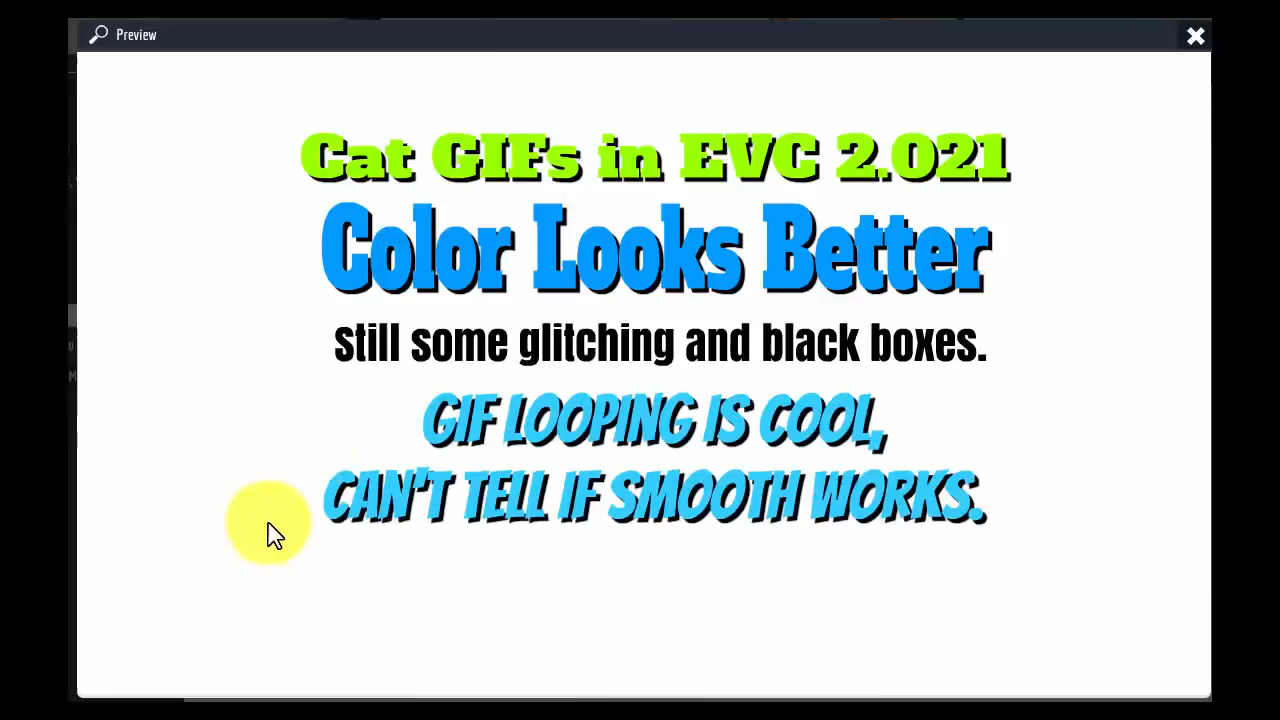 Preview
Cat GIFs in EVC 2.021
Color Looks Better
Still some glitching and black boxes.
GIF LOOPING IS COOL,
CAN'T TELL IF SMOOTH WORKS.